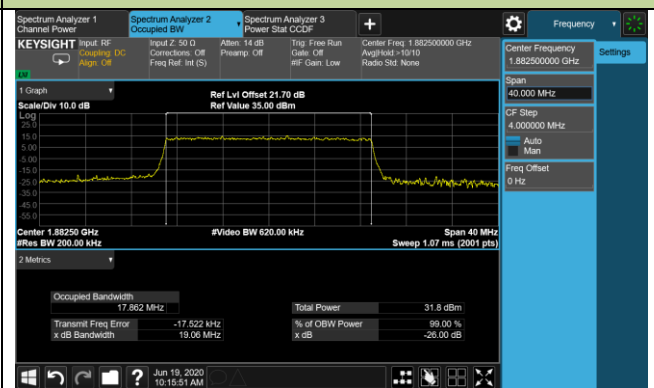 Spectrum Analyzer 1
Channel Power
Spectrum Analyzer 2
Occupied BW
Spectrum Analyzer 3
Power Stat CCDF
Frequency
KEYSIGHT
Input: RF
Coupling: DC
Align: Off
Input Z: 50 Ω
Corrections: Off
Freq Ref: Int (S)
Atten: 14 dB
Preamp: Off
Trig: Free Run
Gate: Off
#IF Gain: Low
Center Freq: 1.882500000 GHz
Avg|Hold:>10/10
Radio Std: None
Center Frequency
1.882500000 GHz
Settings
Span
40.000 MHz
CF Step
4.000000 MHz
Auto
Man
Freq Offset
0 Hz
1 Graph
Scale/Div 10.0 dB
Ref Lvl Offset 21.70 dB
Ref Value 35.00 dBm
Log
25.0
15.0
5.00
-5.00
-15.0
-25.0
-35.0
-45.0
-55.0
Center 1.88250 GHz
#Video BW 620.00 kHz
Span 40 MHz
#Res BW 200.00 kHz
Sweep 1.07 ms (2001 pts)
2 Metrics
Occupied Bandwidth
17.862 MHz
Total Power
31.8 dBm
Transmit Freq Error
-17.522 kHz
% of OBW Power
99.00 %
x dB Bandwidth
19.06 MHz
x dB
-26.00 dB
?
Jun 19, 2020
10:15:51 AM